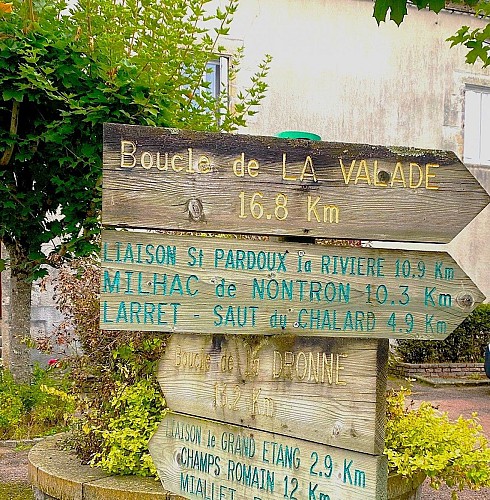 Boucle de LA VALADE
16.8 Km
LIAISON St PARDOUX la RIVIERE 10.9 Km
MILHAC de NONTRON 10.3 Km
LARRET - SAUT du CHALARD 4.9 Km
Boucle de DRONNE
Km
LIAISON le GRAND ETANG 2.9 Km
CHAMPS ROMAIN 12 Km
MIALLET